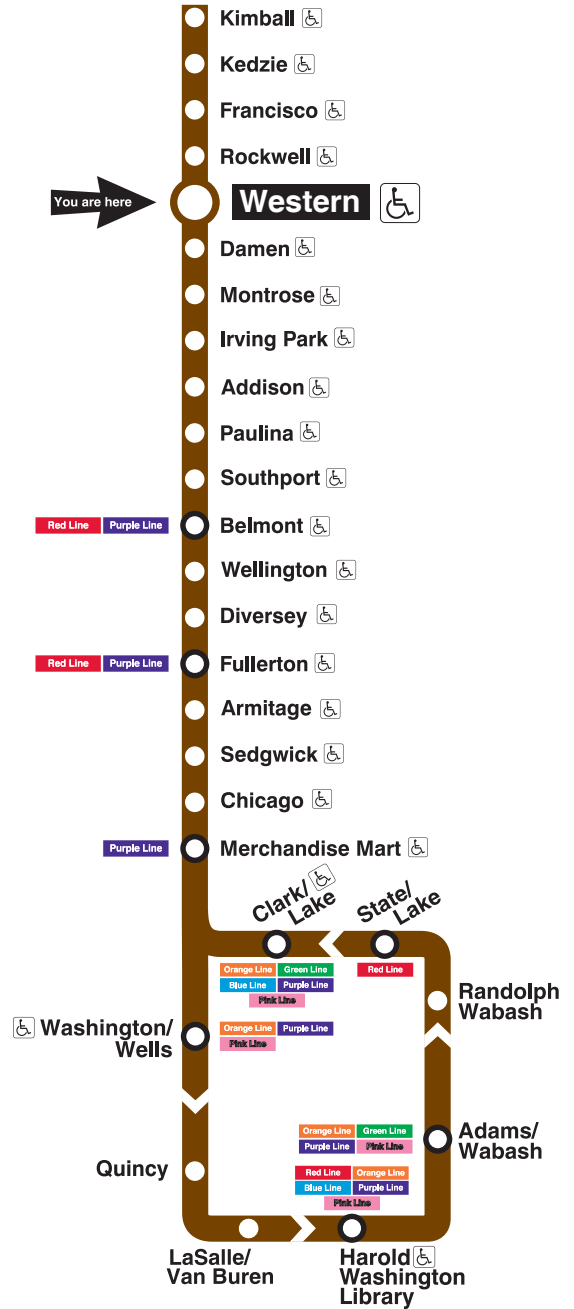 Kimball
Kedzie
Francisco
Rockwell
You are here
Western
Damen
Montrose
Irving Park
Addison
Paulina
Southport
Red Line Purple Line
Belmont
Wellington
Diversey
Red Line Purple Line
Fullerton
Armitage
Sedgwick
Chicago
Purple Line
Merchandise Mart
Clark/
Lake
State/
Lake
Orange Line Green Line
Blue Line Purple Line
Pink Line
Red Line
Randolph
Wabash
Washington/
Wells
Orange Line Purple Line
Pink Line
Orange Line Green Line
Purple Line Pink Line
Adams/
Wabash
Quincy
Red Line Orange Line
Blue Line Purple Line
Pink Line
LaSalle/
Van Buren
Harold
Washington
Library